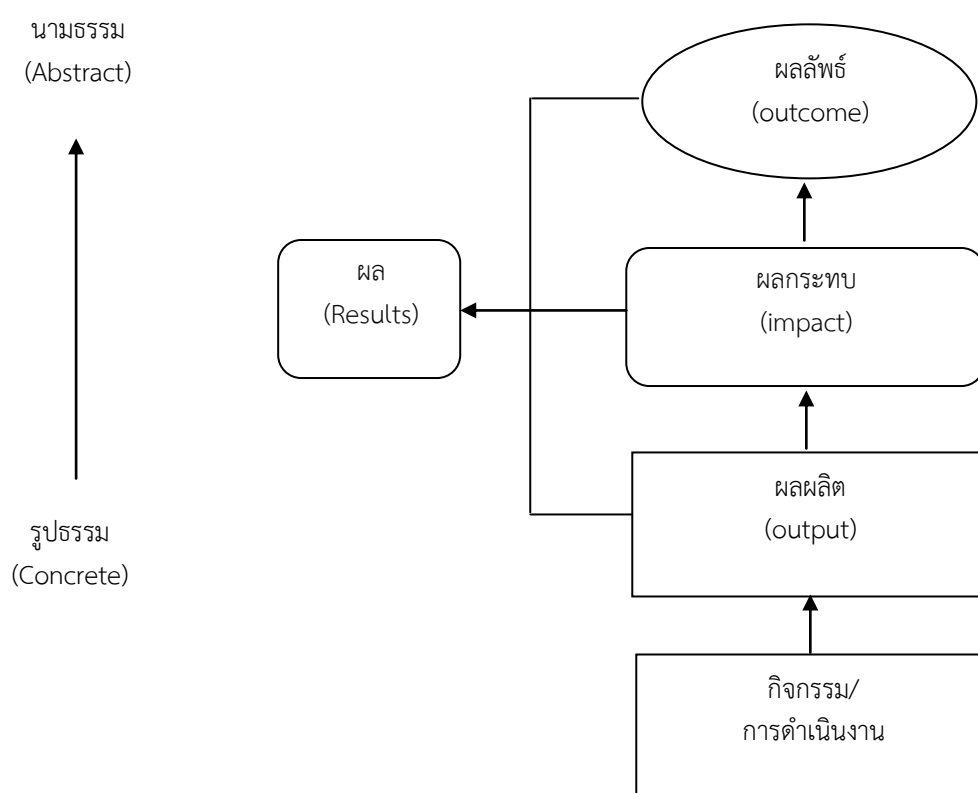 นามธรรม
(Abstract)
ผลลัพธ์
(outcome)
ผล
(Results)
ผลกระทบ
(impact)
ผลผลิต
(output)
รูปธรรม
(Concrete)
กิจกรรม/
การดำเนินงาน